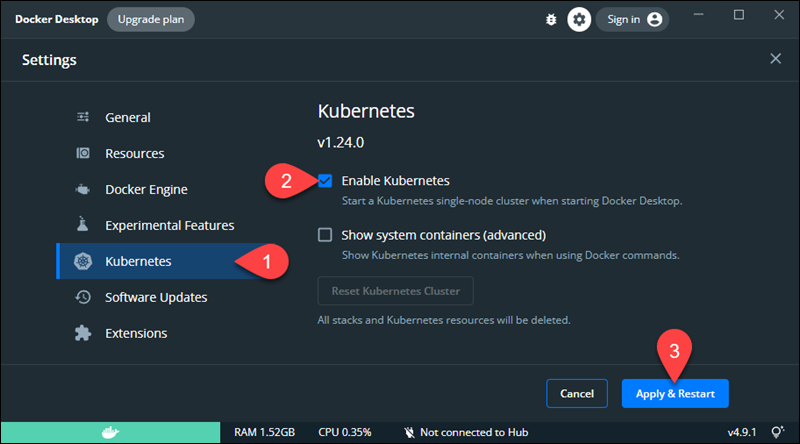 Docker Desktop Upgrade plan Sign in
Settings
General
Resources
Docker Engine
Experimental Features
Kubernetes
Software Updates
Extensions
1
Kubernetes
v1.24.0
2
Enable Kubernetes
Start a Kubernetes single-node cluster when starting Docker Desktop.
Show system containers (advanced)
Show Kubernetes internal containers when using Docker commands.
Reset Kubernetes Cluster
All stacks and Kubernetes resources will be deleted.
3
Cancel Apply & Restart
RAM 1.52GB CPU 0.35% Not connected to Hub v4.9.1